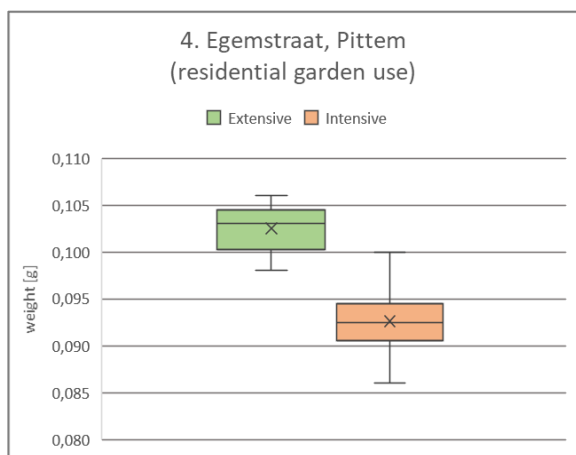 4. Egemstraat, Pittem
(residential garden use)
Extensive Intensive
0,110
0,105
0,100
0,095
0,090
0,085
0,080
weight [g]